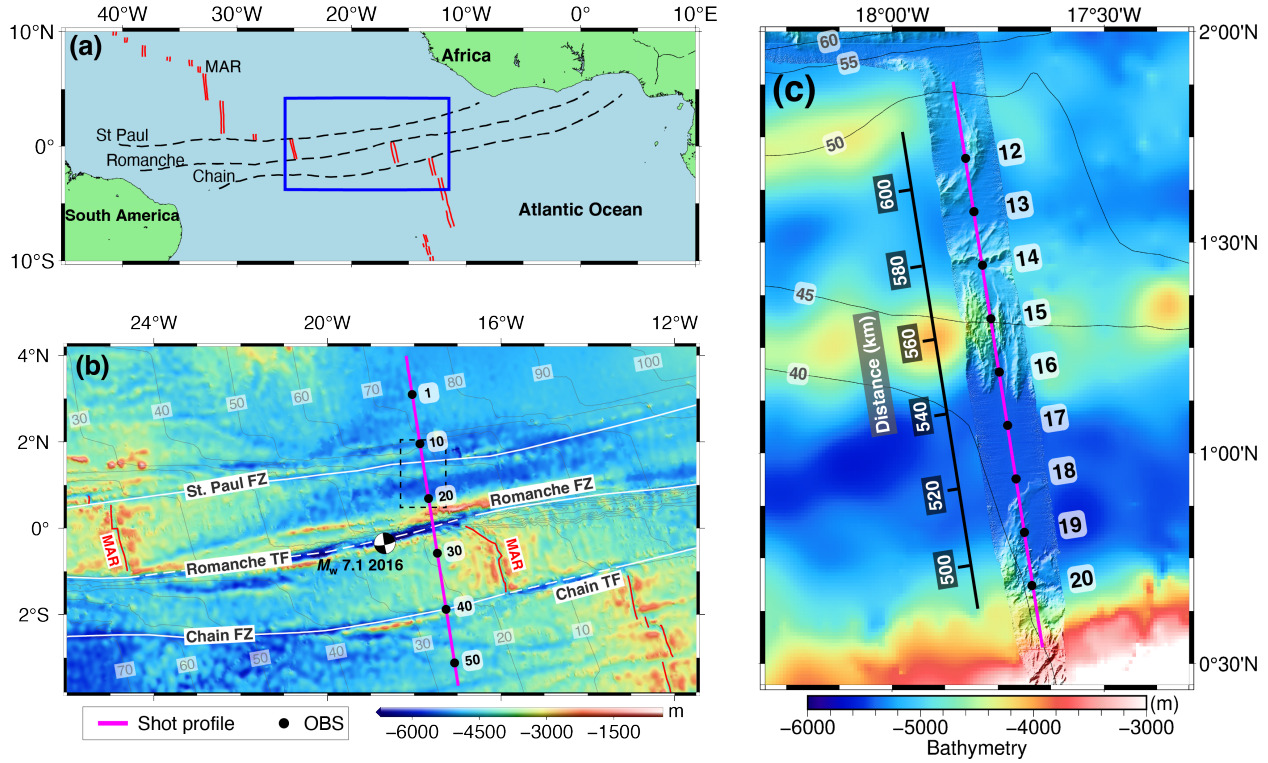 40°W 30°W 20°W 10°W 0° 10°E
10°N
0°
10°S
(a)
MAR
Africa
St Paul
Romanche
Chain
South America
Atlantic Ocean
24°W 20°W 16°W 12°W
4°N
2°N
0°
2°S
(b)
30
40
50
60
70
80
90
100
1
10
20
30
40
50
St. Paul FZ
Romanche FZ
MAR
Romanche TF
Mw 7.1 2016
MAR
Chain TF
Chain FZ
70
60
50
40
30
20
10
Shot profile
OBS
m
−6000 −4500 −3000 −1500
18°00'W 17°30'W
2°00'N
1°30'N
1°00'N
0°30'N
(c)
60
55
50
45
40
12
13
14
15
16
17
18
19
20
600
580
560
540
520
500
Distance (km)
(m)
−6000 −5000 −4000 −3000
Bathymetry